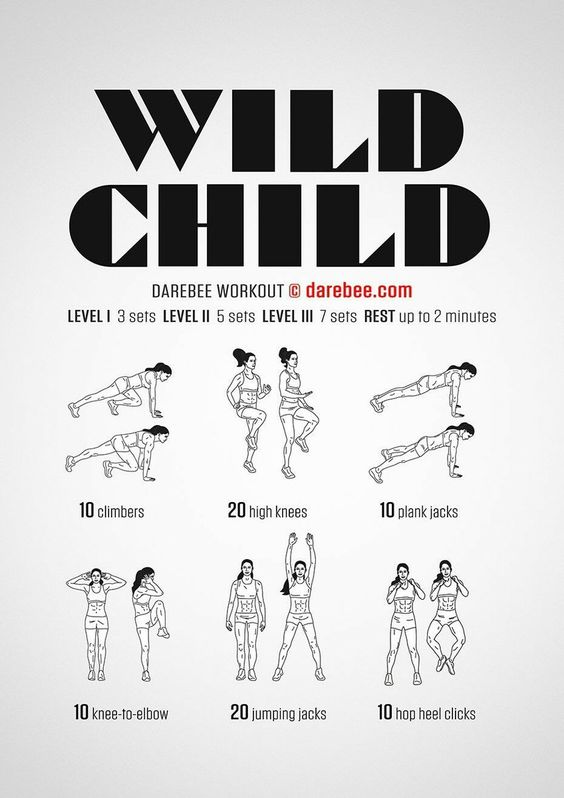 WILD
CHILD
DAREBEE WORKOUT © darebee.com
LEVEL I 3 sets LEVEL II 5 sets LEVEL III 7 sets REST up to 2 minutes
10 climbers
20 high knees
10 plank jacks
10 knee-to-elbow
20 jumping jacks
10 hop heel clicks